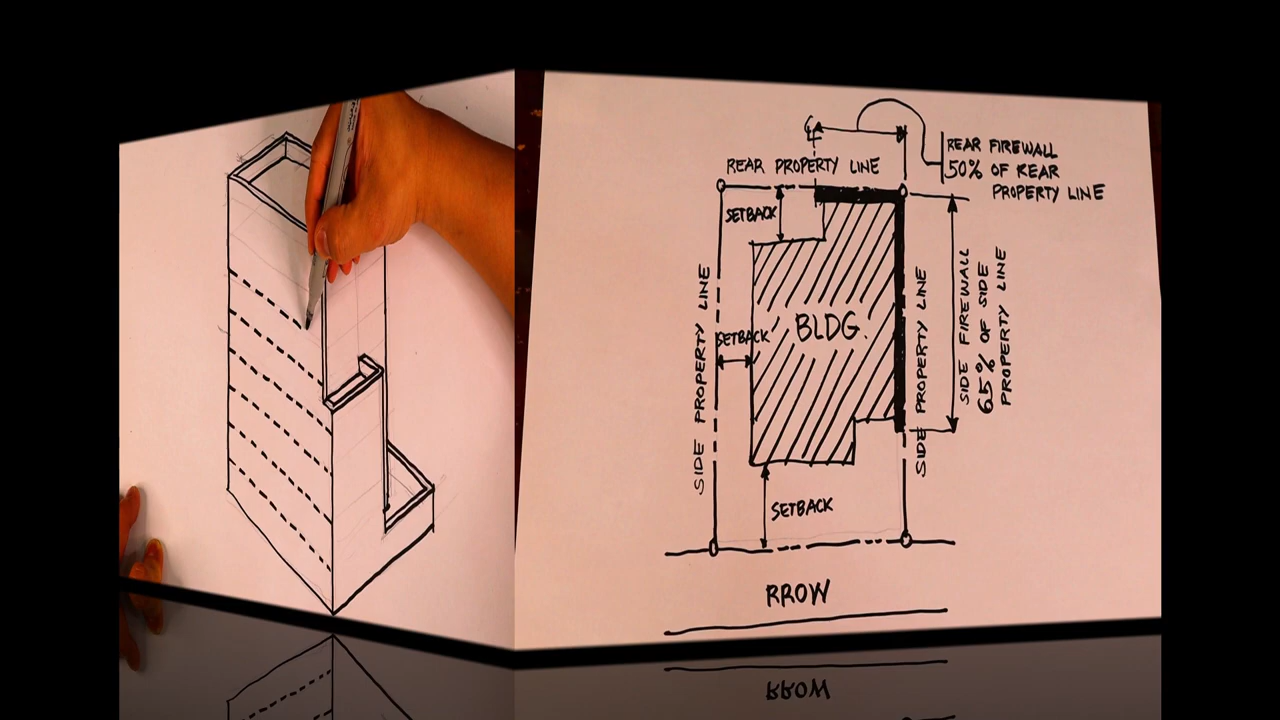 ℄
REAR FIREWALL
50% OF REAR
PROPERTY LINE
REAR PROPERTY LINE
SETBACK
SIDE PROPERTY LINE
SETBACK
BLDG.
SIDE PROPERTY LINE
SIDE FIREWALL
65% OF SIDE
PROPERTY LINE
SETBACK
RROW
RROW